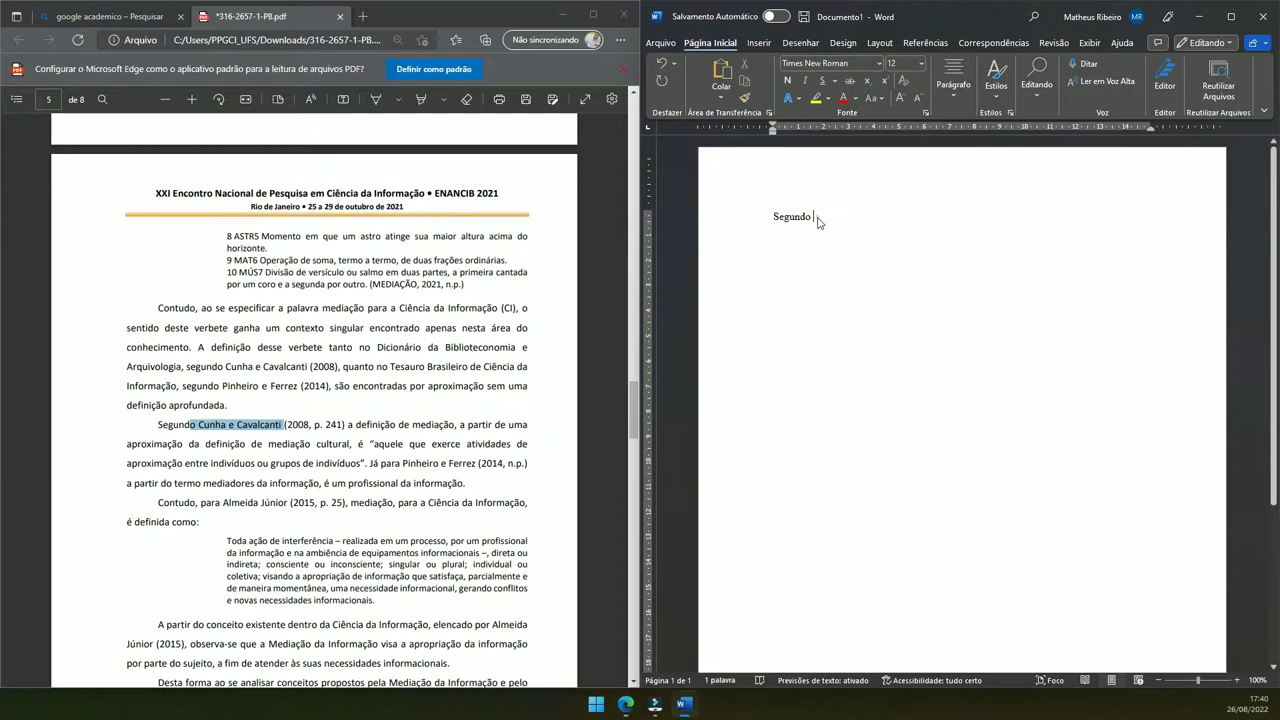 google academico – Pesquisar
*316-2657-1-PB.pdf
Arquivo C:/Users/PPGCI_UFS/Downloads/316-2657-1-PB....
Não sincronizando
Configurar o Microsoft Edge como o aplicativo padrão para a leitura de arquivos PDF?
Definir como padrão
5 de 8
XXI Encontro Nacional de Pesquisa em Ciência da Informação • ENANCIB 2021
Rio de Janeiro • 25 a 29 de outubro de 2021
8 ASTR5 Momento em que um astro atinge sua maior altura acima do
horizonte.
9 MAT6 Operação de soma, termo a termo, de duas frações ordinárias.
10 MÚS7 Divisão de versículo ou salmo em duas partes, a primeira cantada
por um coro e a segunda por outro. (MEDIAÇÃO, 2021, n.p.)
Contudo, ao se especificar a palavra mediação para a Ciência da Informação (CI), o
sentido deste verbete ganha um contexto singular encontrado apenas nesta área do
conhecimento. A definição desse verbete tanto no Dicionário da Biblioteconomia e
Arquivologia, segundo Cunha e Cavalcanti (2008), quanto no Tesauro Brasileiro de Ciência da
Informação, segundo Pinheiro e Ferrez (2014), são encontradas por aproximação sem uma
definição aprofundada.
Segundo Cunha e Cavalcanti (2008, p. 241) a definição de mediação, a partir de uma
aproximação da definição de mediação cultural, é “aquele que exerce atividades de
aproximação entre indivíduos ou grupos de indivíduos”. Já para Pinheiro e Ferrez (2014, n.p.)
a partir do termo mediadores da informação, é um profissional da informação.
Contudo, para Almeida Júnior (2015, p. 25), mediação, para a Ciência da Informação,
é definida como:
Toda ação de interferência – realizada em um processo, por um profissional
da informação e na ambiência de equipamentos informacionais –, direta ou
indireta; consciente ou inconsciente; singular ou plural; individual ou
coletiva; visando a apropriação de informação que satisfaça, parcialmente e
de maneira momentânea, uma necessidade informacional, gerando conflitos
e novas necessidades informacionais.
A partir do conceito existente dentro da Ciência da Informação, elencado por Almeida
Júnior (2015), observa-se que a Mediação da Informação visa a apropriação da informação
por parte do sujeito, a fim de atender às suas necessidades informacionais.
Desta forma ao se analisar conceitos propostos pela Mediação da Informação e pelo
Salvamento Automático Documento1 - Word Matheus Ribeiro MR
Arquivo Página Inicial Inserir Desenhar Design Layout Referências Correspondências Revisão Exibir Ajuda Editando
Times New Roman 12
Colar Parágrafo Estilos Editando Ditar Ler em Voz Alta Editor Reutilizar Arquivos
Desfazer Área de Transferência Fonte Estilos Voz Editor Reutilizar Arquivos
1 2 3 4 5 6 7 8 9 10 11 12 13 14
Segundo
Página 1 de 1 1 palavra Previsões de texto: ativado Acessibilidade: tudo certo Foco 100%
17:40
26/08/2022